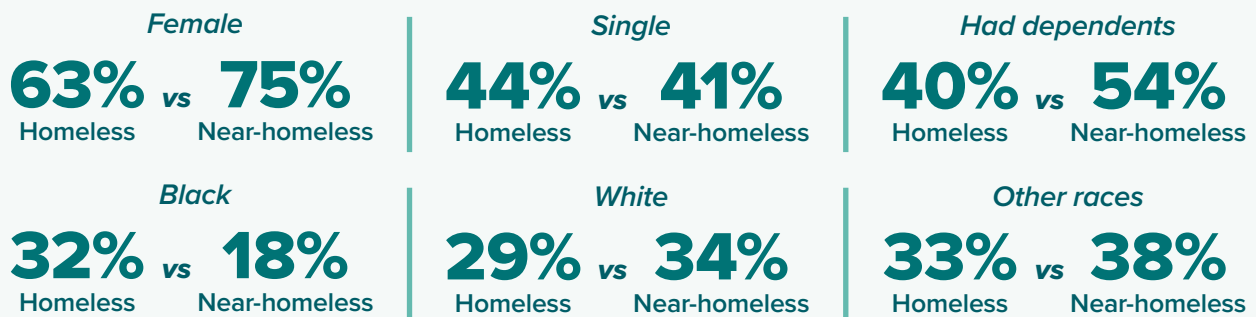 Female
63% vs 75%
Homeless Near-homeless
Single
44% vs 41%
Homeless Near-homeless
Had dependents
40% vs 54%
Homeless Near-homeless
Black
32% vs 18%
Homeless Near-homeless
White
29% vs 34%
Homeless Near-homeless
Other races
33% vs 38%
Homeless Near-homeless